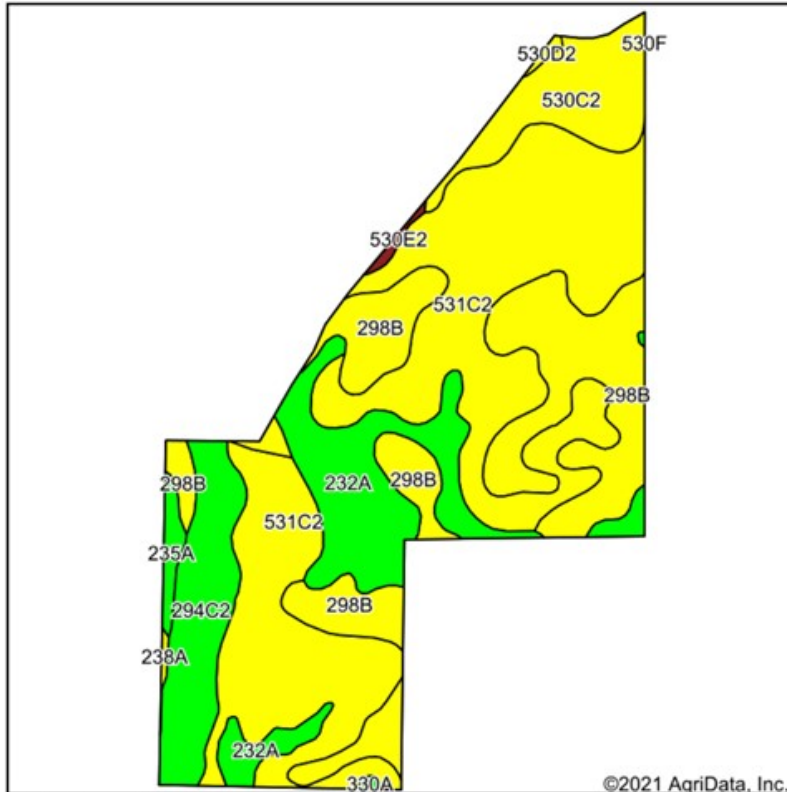 530F
530D2
530C2
530E2
531C2
298B
298B
298B
232A
298B
531C2
235A
294C2
298B
238A
232A
330A
©2021 AgriData, Inc.